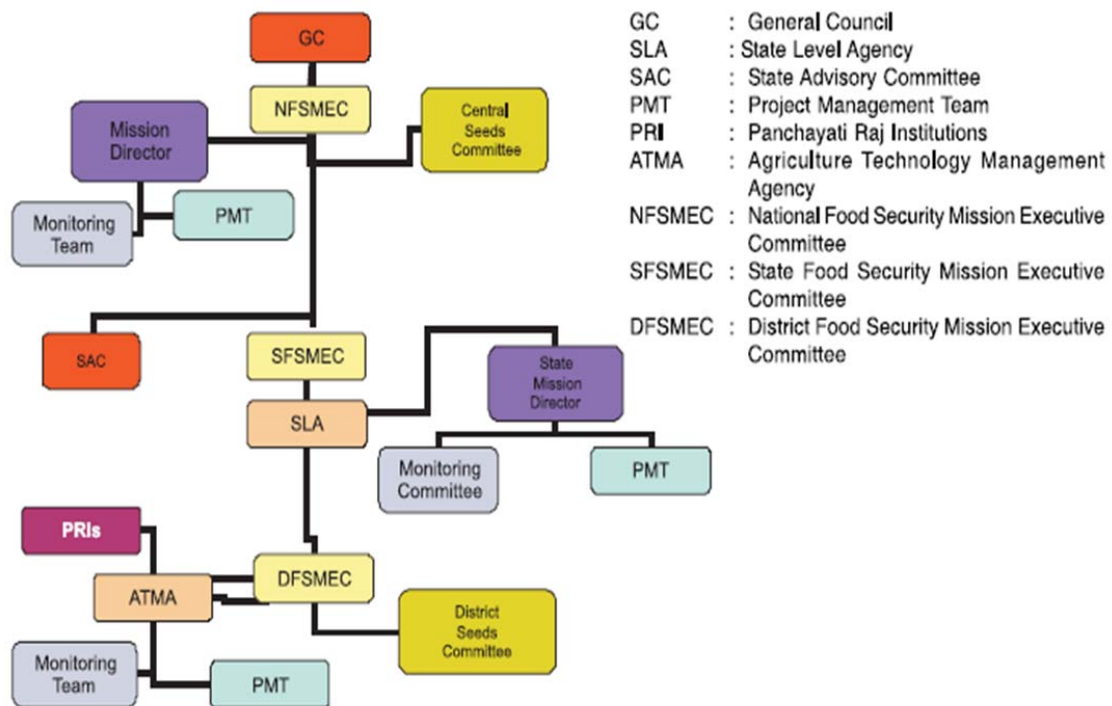 GC
NFSMEC
Mission
Director
Central
Seeds
Committee
Monitoring
Team
PMT
SAC
SFSMEC
SLA
State
Mission
Director
Monitoring
Committee
PMT
PRIs
ATMA
DFSMEC
District
Seeds
Committee
Monitoring
Team
PMT
GC : General Council
SLA : State Level Agency
SAC : State Advisory Committee
PMT : Project Management Team
PRI : Panchayati Raj Institutions
ATMA : Agriculture Technology Management
Agency
NFSMEC : National Food Security Mission Executive
Committee
SFSMEC : State Food Security Mission Executive
Committee
DFSMEC : District Food Security Mission Executive
Committee